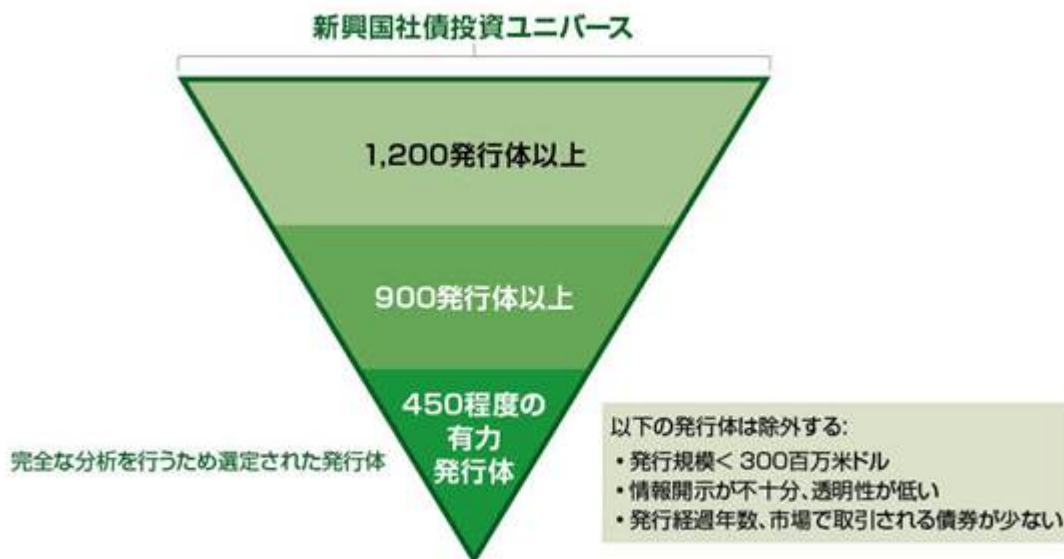 新興国社債投資ユニバース
1,200発行体以上
900発行体以上
450程度の
有力
発行体
完全な分析を行うため選定された発行体
以下の発行体は除外する:
・発行規模< 300百万米ドル
・情報開示が不十分、透明性が低い
・発行経過年数、市場で取引される債券が少ない